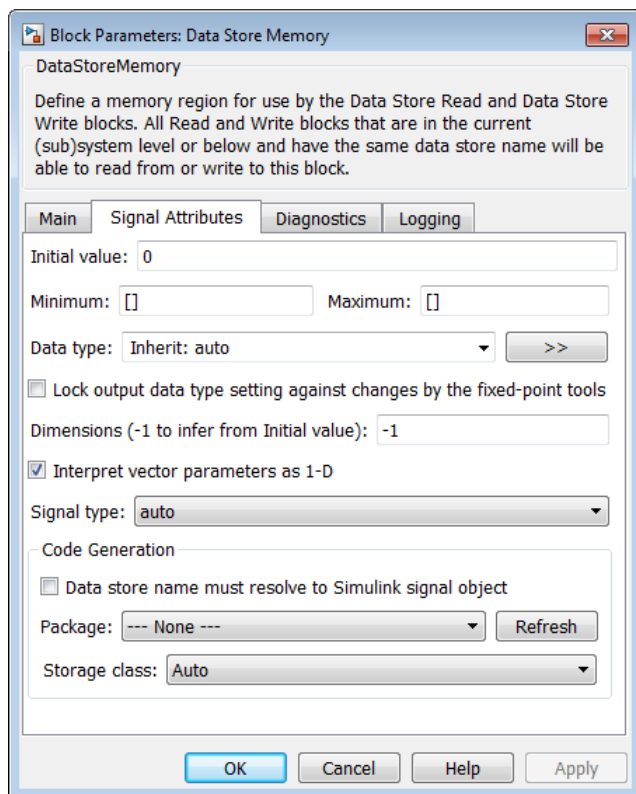 Block Parameters: Data Store Memory
DataStoreMemory
Define a memory region for use by the Data Store Read and Data Store
Write blocks. All Read and Write blocks that are in the current
(sub)system level or below and have the same data store name will be
able to read from or write to this block.
Main Signal Attributes Diagnostics Logging
Initial value: 0
Minimum: [] Maximum: []
Data type: Inherit: auto >>
Lock output data type setting against changes by the fixed-point tools
Dimensions (-1 to infer from Initial value): -1
Interpret vector parameters as 1-D
Signal type: auto
Code Generation
Data store name must resolve to Simulink signal object
Package: --- None --- Refresh
Storage class: Auto
OK Cancel Help Apply